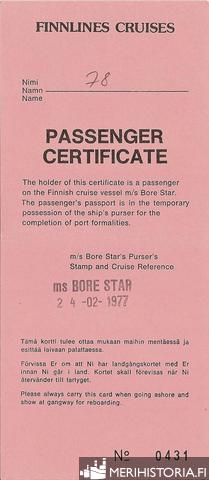 FINNLINES CRUISES
Nimi
Namn
Name
78
PASSENGER
CERTIFICATE
The holder of this certificate is a passenger
on the Finnish cruise vessel m/s Bore Star.
The passenger's passport is in the temporary
possession of the ship's purser for the
completion of port formalities.
m/s Bore Star's Purser's
Stamp and Cruise Reference
ms BORE STAR
24 -02- 1977
Tämä kortti tulee ottaa mukaan maihin mentäessä ja
esittää laivaan palattaessa.
Förvissa Er om att Ni har landgångskortet med Er
innan Ni går i land. Kortet skall förevisas när Ni
återvänder till fartyget.
Please always carry this card when going ashore and
show at gangway for reboarding.
No 0431
MERIHISTORIA.FI